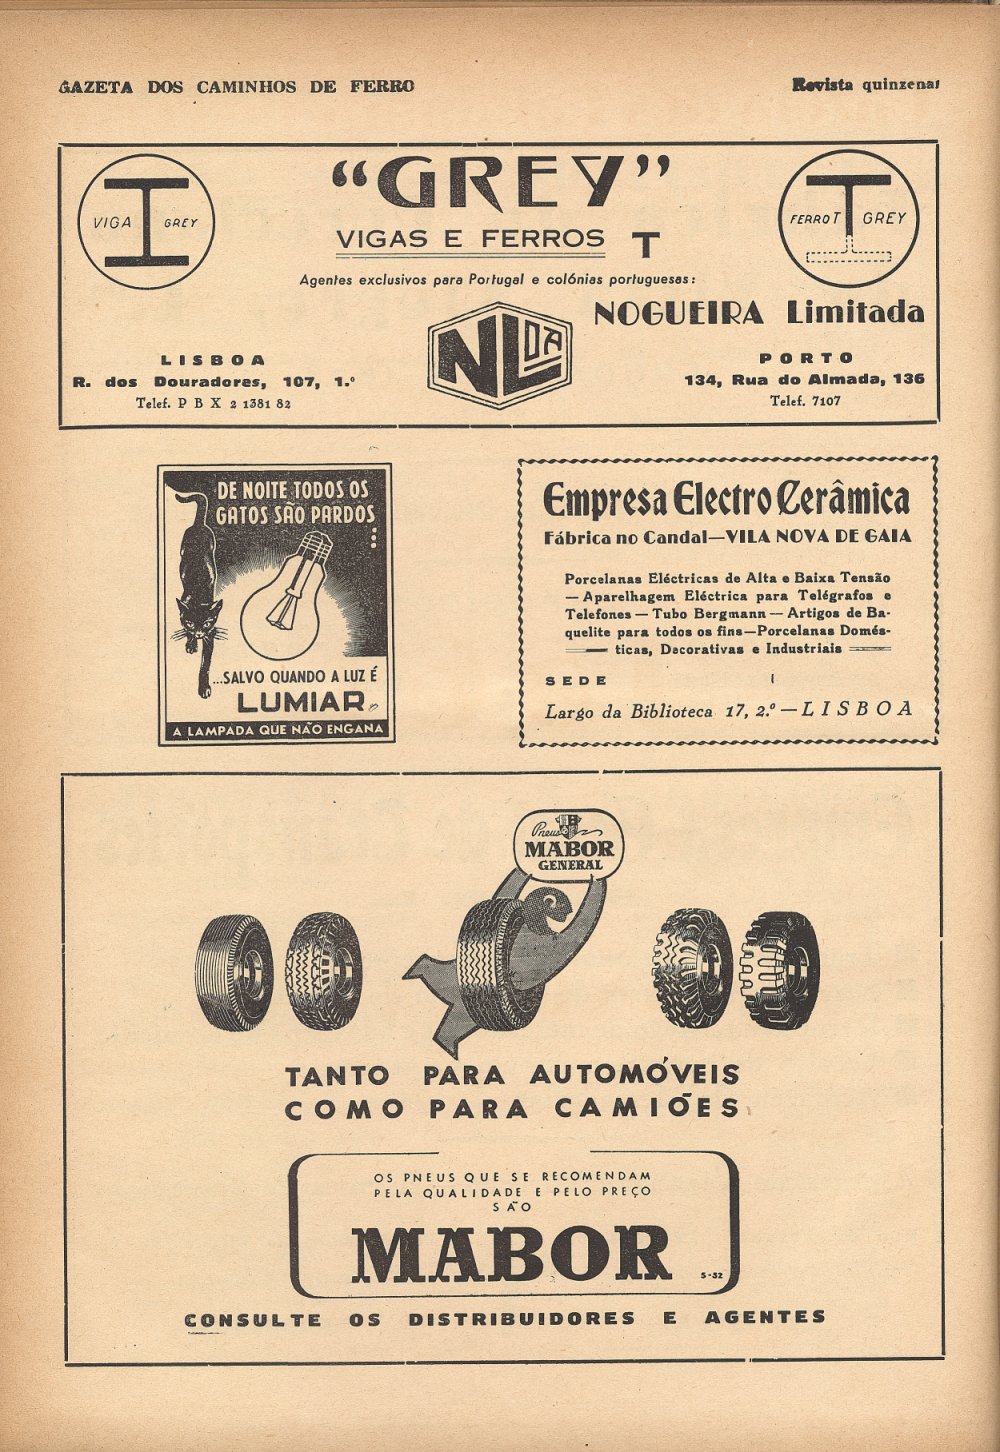 GAZETA DOS CAMINHOS DE FERRO
Revista quinzenal
"GREY"
VIGA GREY
FERRO T GREY
VIGAS E FERROS T
Agentes exclusivos para Portugal e colónias portuguesas:
NOGUEIRA Limitada
NLDA
LISBOA
R. dos Douradores, 107, 1.º
Telef. P B X 2 1381 82
PORTO
134, Rua do Almada, 136
Telef. 7107
DE NOITE TODOS OS
GATOS SÃO PARDOS
...SALVO QUANDO A LUZ É
LUMIAR
A LAMPADA QUE NÃO ENGANA
Empresa Electro Cerâmica
Fábrica no Candal—VILA NOVA DE GAIA
Porcelanas Eléctricas de Alta e Baixa Tensão
— Aparelhagem Eléctrica para Telégrafos e
Telefones — Tubo Bergmann — Artigos de Ba-
quelite para todos os fins—Porcelanas Domés-
ticas, Decorativas e Industriais
SEDE
Largo da Biblioteca 17, 2.º — LISBOA
Pneus
MABOR
GENERAL
TANTO PARA AUTOMÓVEIS
COMO PARA CAMIÕES
OS PNEUS QUE SE RECOMENDAM
PELA QUALIDADE E PELO PREÇO
SÃO
MABOR
5-52
CONSULTE OS DISTRIBUIDORES E AGENTES